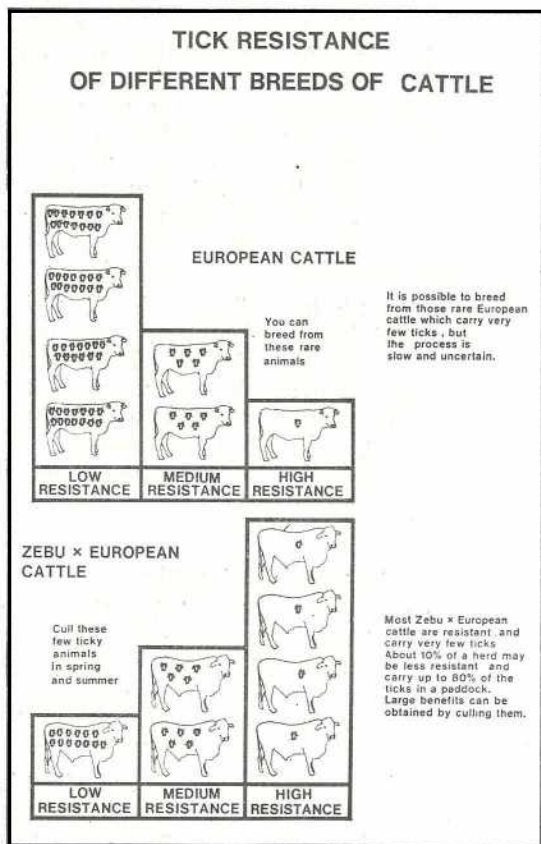 TICK RESISTANCE
OF DIFFERENT BREEDS OF CATTLE
EUROPEAN CATTLE
It is possible to breed
from those rare European
cattle which carry very
few ticks , but
the process is
slow and uncertain.
You can
breed from
these rare
animals
LOW
RESISTANCE
MEDIUM
RESISTANCE
HIGH
RESISTANCE
ZEBU × EUROPEAN
CATTLE
Cull these
few ticky
animals
in spring
and summer
Most Zebu × European
cattle are resistant and
carry very few ticks
About 10% of a herd may
be less resistant and
carry up to 80% of the
ticks in a paddock.
Large benefits can be
obtained by culling them.
LOW
RESISTANCE
MEDIUM
RESISTANCE
HIGH
RESISTANCE